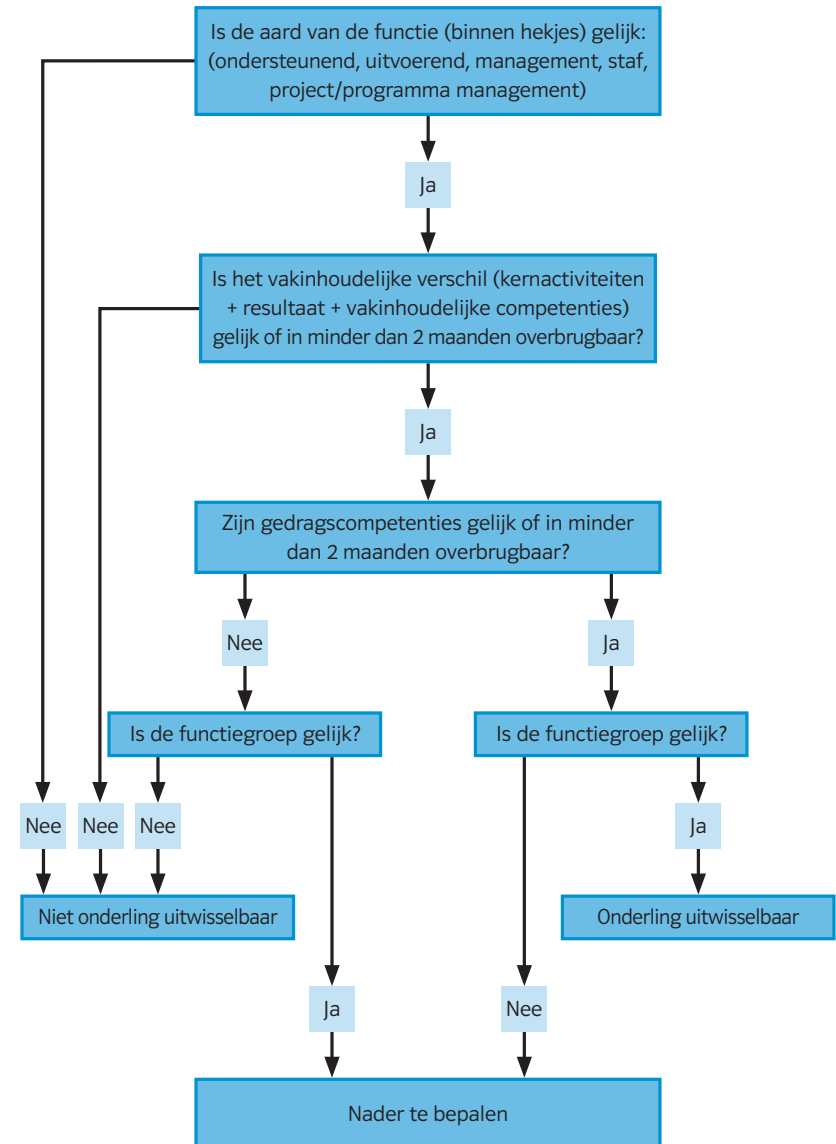 Is de aard van de functie (binnen hekjes) gelijk:
(ondersteunend, uitvoerend, management, staf,
project/programma management)
Ja
Is het vakinhoudelijke verschil (kernactiviteiten
+ resultaat + vakinhoudelijke competenties)
gelijk of in minder dan 2 maanden overbrugbaar?
Ja
Zijn gedragscompetenties gelijk of in minder
dan 2 maanden overbrugbaar?
Nee
Ja
Is de functiegroep gelijk?
Is de functiegroep gelijk?
Nee
Nee
Nee
Ja
Niet onderling uitwisselbaar
Onderling uitwisselbaar
Ja
Nee
Nader te bepalen